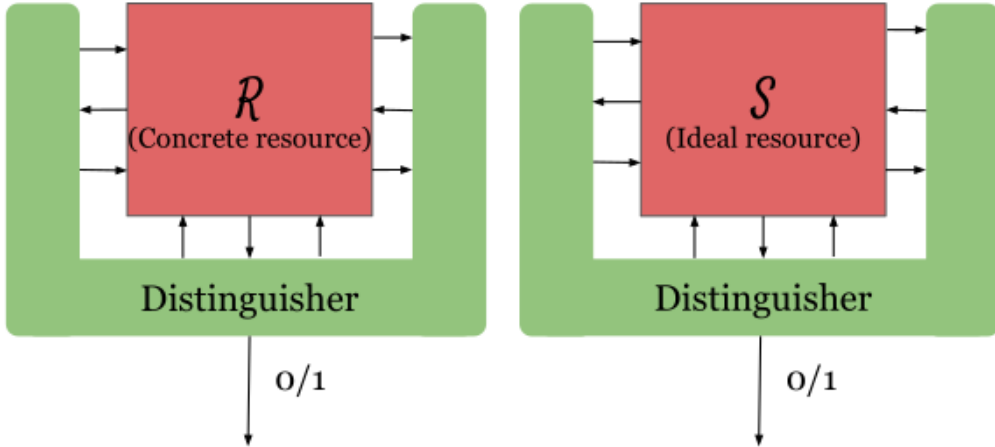 R
(Concrete resource)
Distinguisher
0/1
S
(Ideal resource)
Distinguisher
0/1